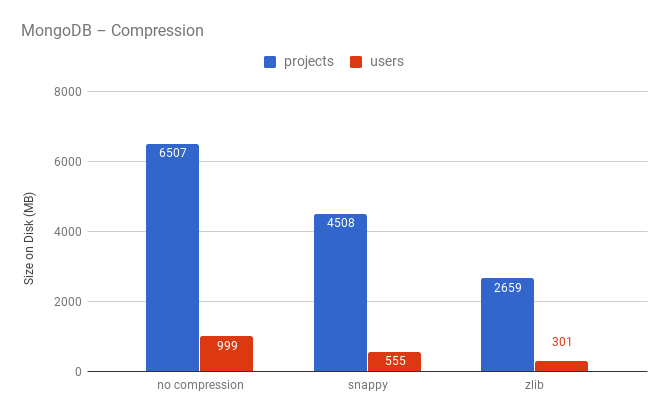 MongoDB – Compression
projects users
8000
6000
4000
2000
0
Size on Disk (MB)
6507
999
4508
555
2659
301
no compression snappy zlib